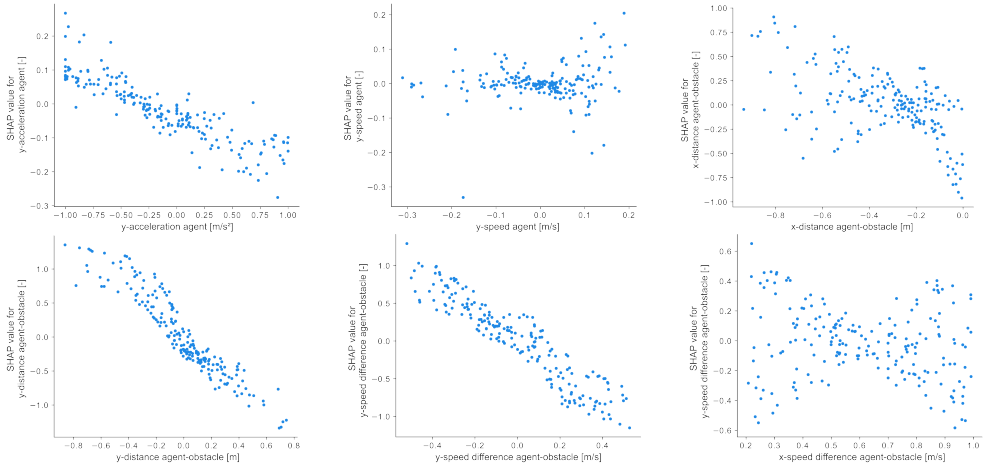 SHAP value for
y-acceleration agent [-]
0.2
0.1
0.0
−0.1
−0.2
−0.3
−1.00 −0.75 −0.50 −0.25 0.00 0.25 0.50 0.75 1.00
y-acceleration agent [m/s²]
SHAP value for
y-speed agent [-]
0.2
0.1
0.0
−0.1
−0.2
−0.3
−0.3 −0.2 −0.1 0.0 0.1 0.2
y-speed agent [m/s]
SHAP value for
x-distance agent-obstacle [-]
1.00
0.75
0.50
0.25
0.00
−0.25
−0.50
−0.75
−1.00
−0.8 −0.6 −0.4 −0.2 0.0
x-distance agent-obstacle [m]
SHAP value for
y-distance agent-obstacle [-]
1.0
0.5
0.0
−0.5
−1.0
−0.8 −0.6 −0.4 −0.2 0.0 0.2 0.4 0.6 0.8
y-distance agent-obstacle [m]
SHAP value for
y-speed difference agent-obstacle [-]
1.0
0.5
0.0
−0.5
−1.0
−0.4 −0.2 0.0 0.2 0.4
y-speed difference agent-obstacle [m/s]
SHAP value for
y-speed difference agent-obstacle [-]
0.6
0.4
0.2
0.0
−0.2
−0.4
−0.6
0.2 0.3 0.4 0.5 0.6 0.7 0.8 0.9 1.0
x-speed difference agent-obstacle [m/s]